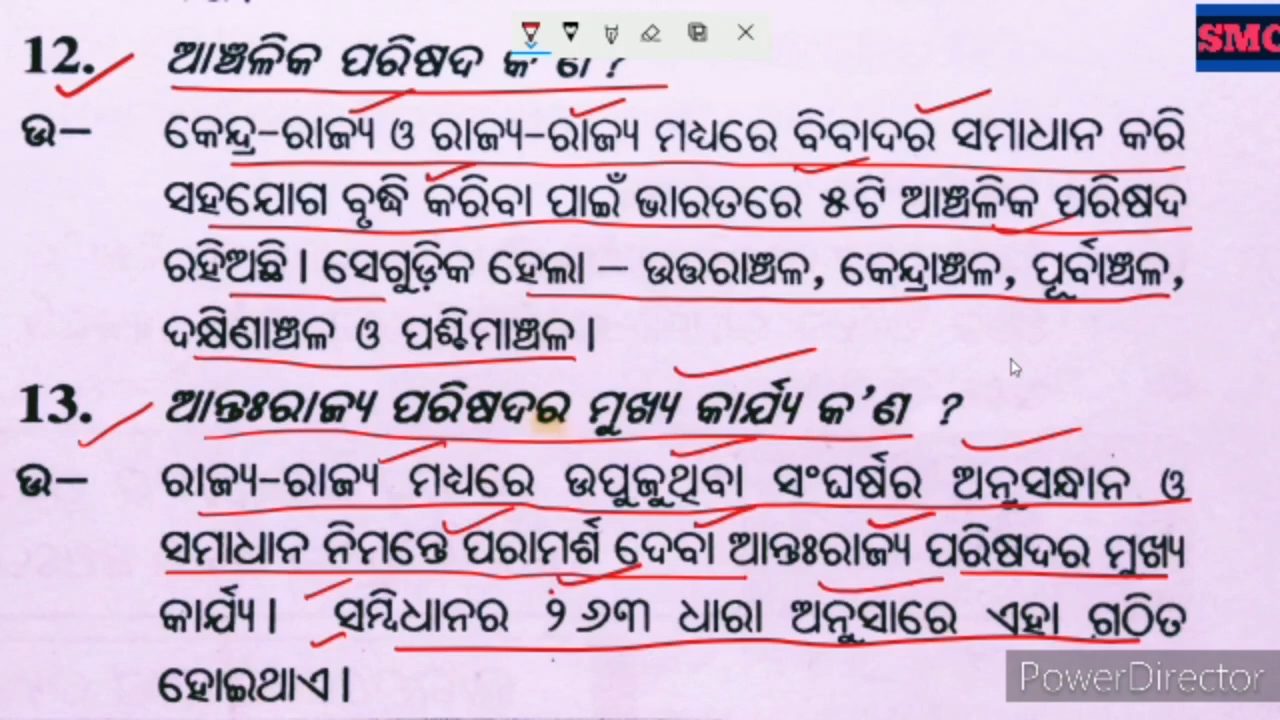 SMC
12. ଆଞ୍ଚଳିକ ପରିଷଦ କ'ଣ ?
ଉ– କେନ୍ଦ୍ର-ରାଜ୍ୟ ଓ ରାଜ୍ୟ-ରାଜ୍ୟ ମଧ୍ୟରେ ବିବାଦର ସମାଧାନ କରି
ସହଯୋଗ ବୃଦ୍ଧି କରିବା ପାଇଁ ଭାରତରେ ୫ଟି ଆଞ୍ଚଳିକ ପରିଷଦ
ରହିଅଛି । ସେଗୁଡ଼ିକ ହେଲା – ଉତ୍ତରାଞ୍ଚଳ, କେନ୍ଦ୍ରାଞ୍ଚଳ, ପୂର୍ବାଞ୍ଚଳ,
ଦକ୍ଷିଣାଞ୍ଚଳ ଓ ପଶ୍ଚିମାଞ୍ଚଳ ।
13. ଆନ୍ତଃରାଜ୍ୟ ପରିଷଦର ମୁଖ୍ୟ କାର୍ଯ୍ୟ କ'ଣ ?
ଉ– ରାଜ୍ୟ-ରାଜ୍ୟ ମଧ୍ୟରେ ଉପୁଜୁଥିବା ସଂଘର୍ଷର ଅନୁସନ୍ଧାନ ଓ
ସମାଧାନ ନିମନ୍ତେ ପରାମର୍ଶ ଦେବା ଆନ୍ତଃରାଜ୍ୟ ପରିଷଦର ମୁଖ୍ୟ
କାର୍ଯ୍ୟ । ସମ୍ବିଧାନର ୨୬୩ ଧାରା ଅନୁସାରେ ଏହା ଗଠିତ
ହୋଇଥାଏ ।
PowerDirector